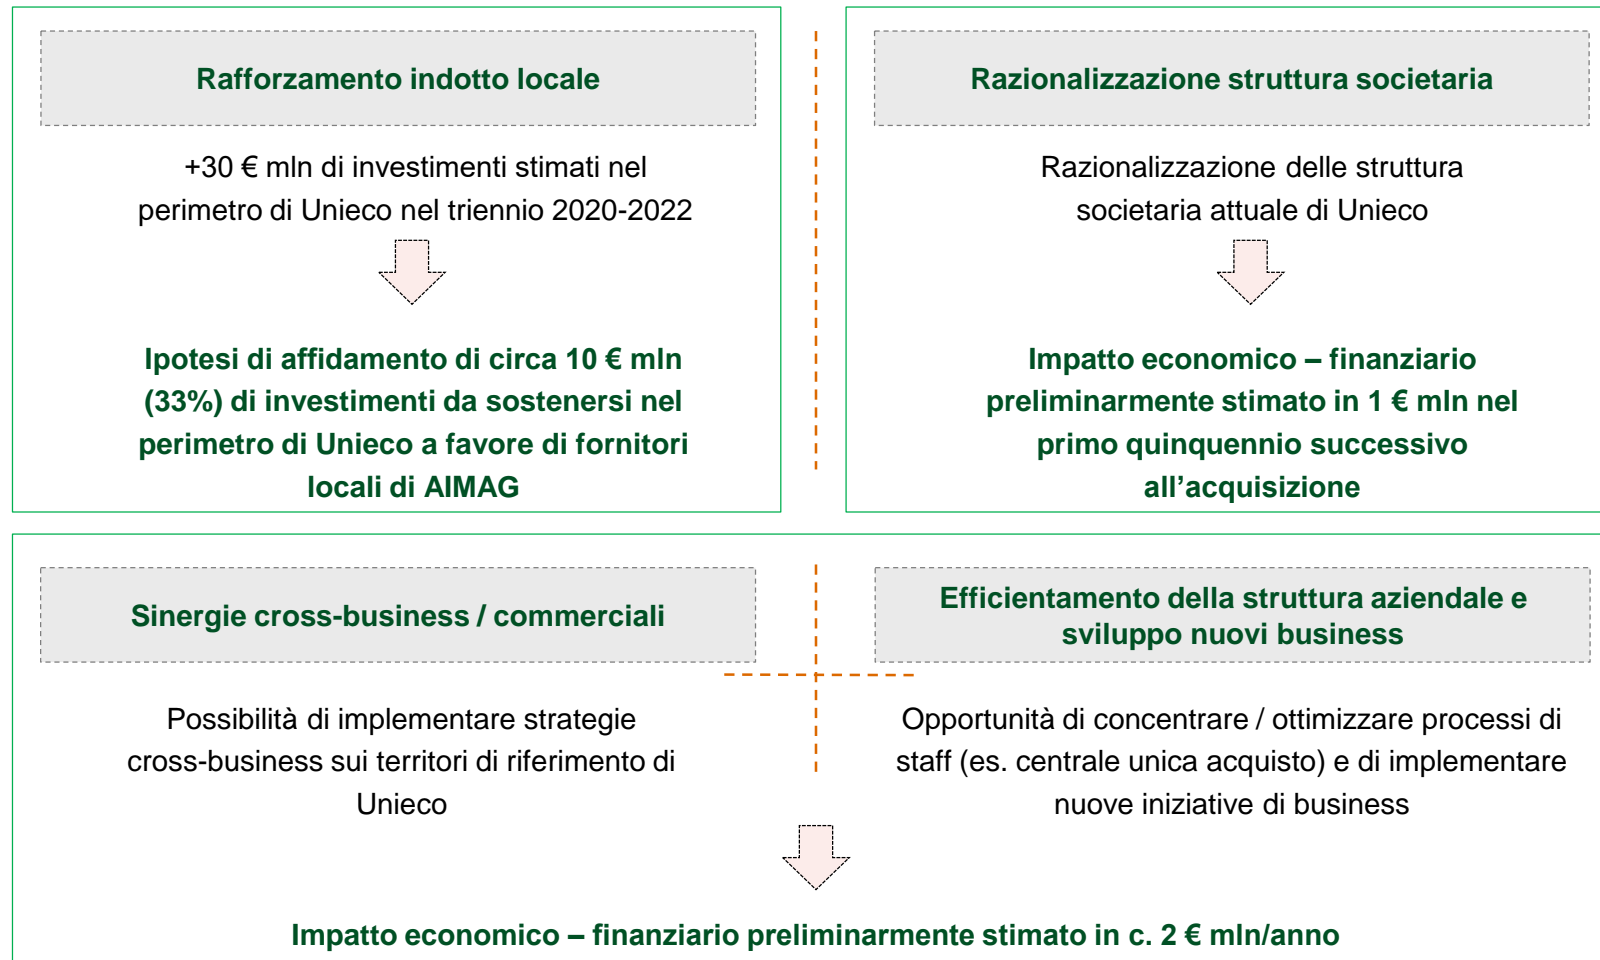 Rafforzamento indotto locale
+30 € mln di investimenti stimati nel
perimetro di Unieco nel triennio 2020-2022
Ipotesi di affidamento di circa 10 € mln
(33%) di investimenti da sostenersi nel
perimetro di Unieco a favore di fornitori
locali di AIMAG
Razionalizzazione struttura societaria
Razionalizzazione delle struttura
societaria attuale di Unieco
Impatto economico – finanziario
preliminarmente stimato in 1 € mln nel
primo quinquennio successivo
all’acquisizione
Sinergie cross-business / commerciali
Possibilità di implementare strategie
cross-business sui territori di riferimento di
Unieco
Efficientamento della struttura aziendale e
sviluppo nuovi business
Opportunità di concentrare / ottimizzare processi di
staff (es. centrale unica acquisto) e di implementare
nuove iniziative di business
Impatto economico – finanziario preliminarmente stimato in c. 2 € mln/anno